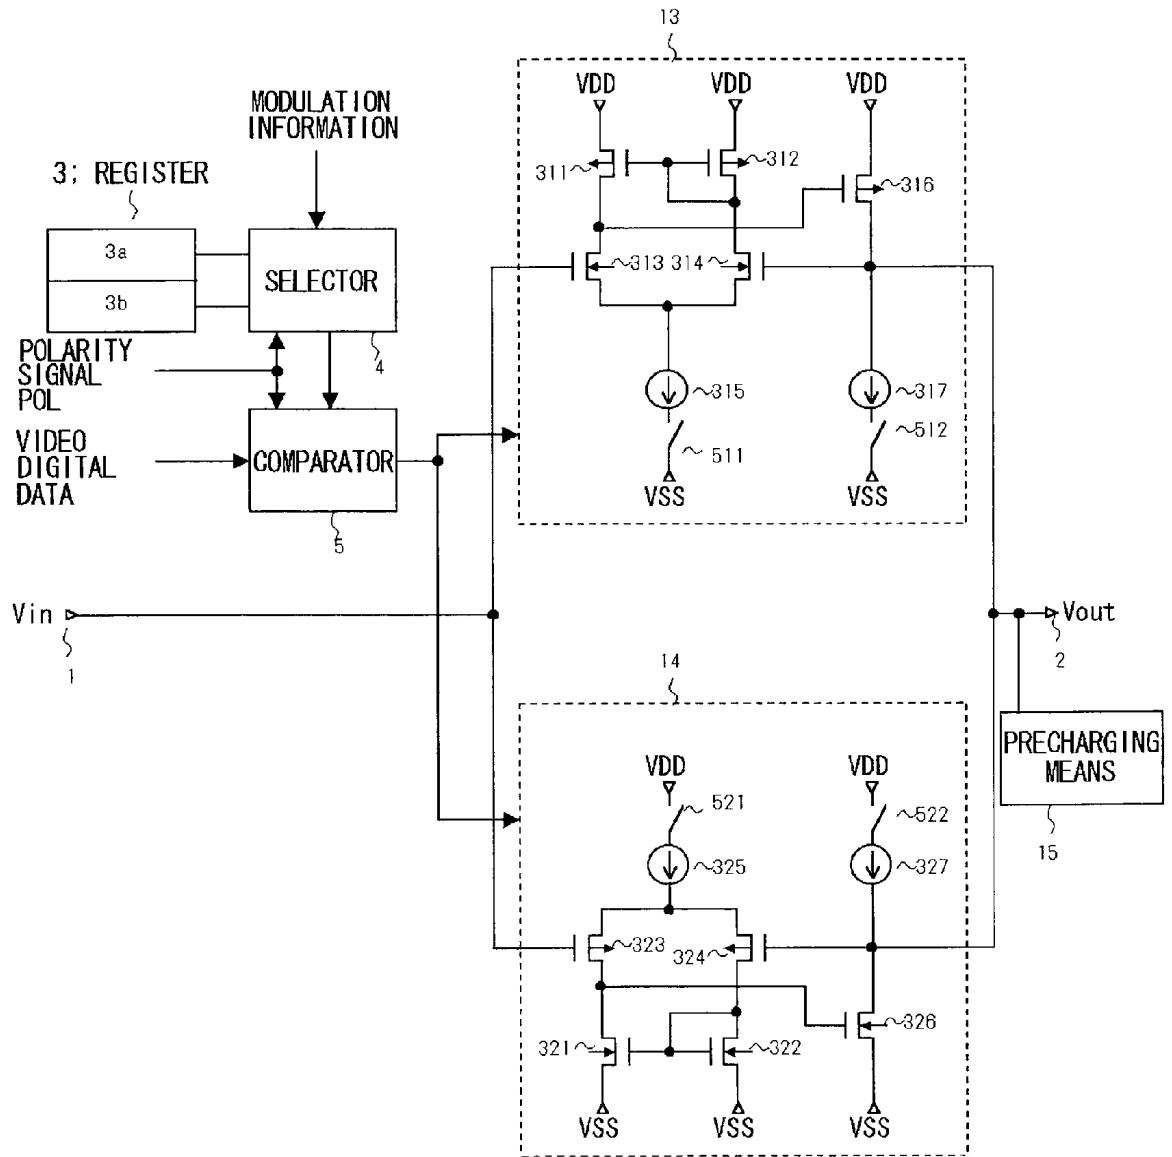 13
VDD
VDD
VDD
MODULATION
INFORMATION
311
312
316
3; REGISTER
3a
3b
SELECTOR
4
313
314
POLARITY
SIGNAL
POL
315
317
VIDEO
DIGITAL
DATA
COMPARATOR
5
511
512
VSS
VSS
Vin
1
Vout
2
14
PRECHARGING
MEANS
15
VDD
VDD
521
522
325
327
323
324
326
321
322
VSS
VSS
VSS